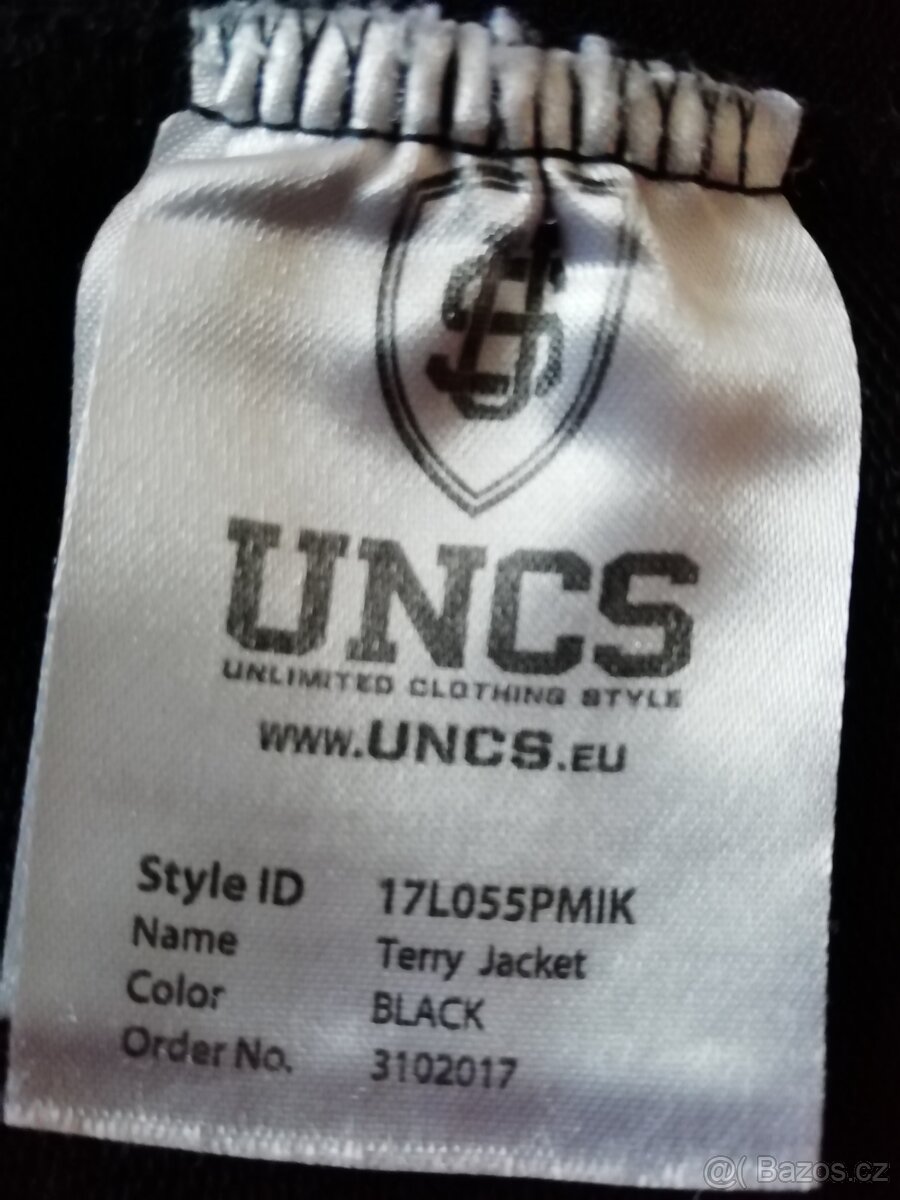 UNCS
UNLIMITED CLOTHING STYLE
www.UNCS.EU
Style ID 17L055PMIK
Name Terry Jacket
Color BLACK
Order No. 3102017
@( Bazos.cz